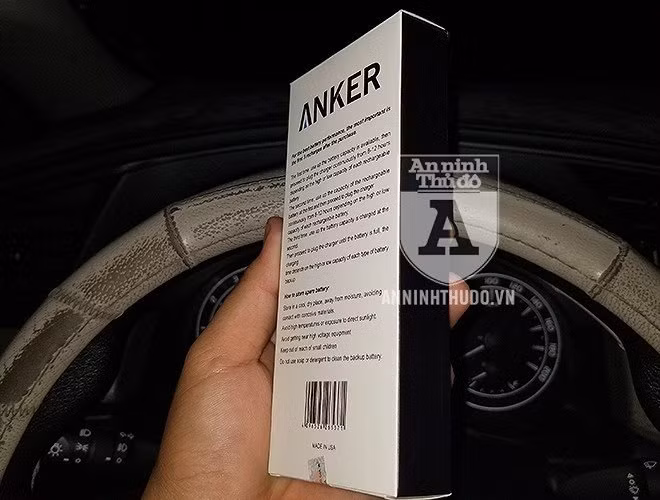 ANKER
For the best battery performance, the most important is
the time 3 recharged after the purchase.
The first time: use up the battery capacity is available, then
proceed to plug the charger continuously from 8-12 hours
depending on the high or low capacity of each rechargeable
battery
The second time, use up the capacity of the rechargeable
battery at the first and then proceed to plug the charger
continuously from 8-12 hours depending on the high or low
capacity of each rechargeable battery.
The third time: use up the battery capacity a charged at the
second.
Then proceed to plug the charger until the battery is full, the
charging
time depends on the high or low capacity of each type of battery
backup
How to store spare battery
Store in a cool, dry place, away from moisture, avoiding
contact with corrosive materials.
Avoid high temperatures or exposure to direct sunlight.
Avoid getting near high voltage equipment
Keep out of reach of small children
Do not use soap or detergent to clean the backup battery.
MADE IN USA
An ninh
Thủ đô
A
ANNINHTHUDO.VN